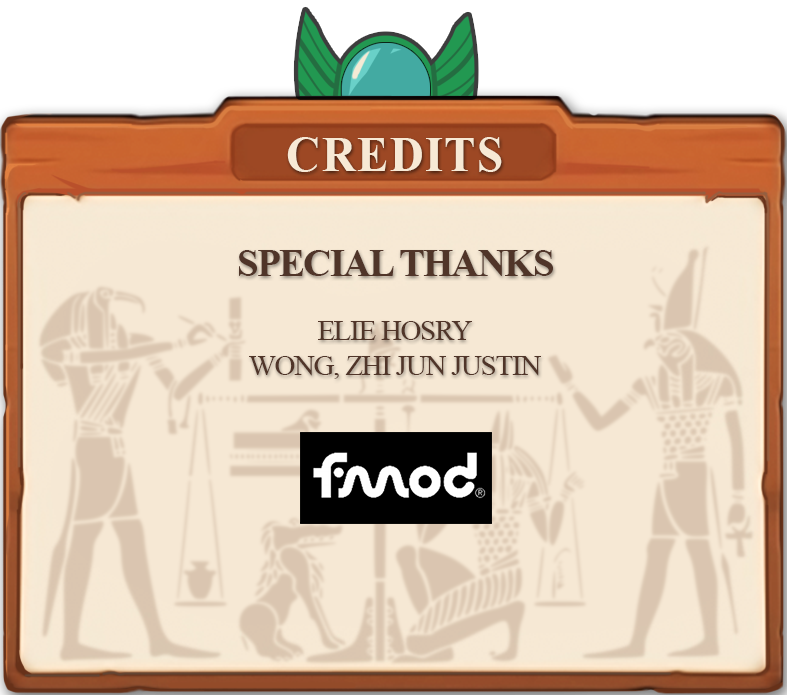 CREDITS
SPECIAL THANKS
ELIE HOSRY
WONG, ZHI JUN JUSTIN
fmod®